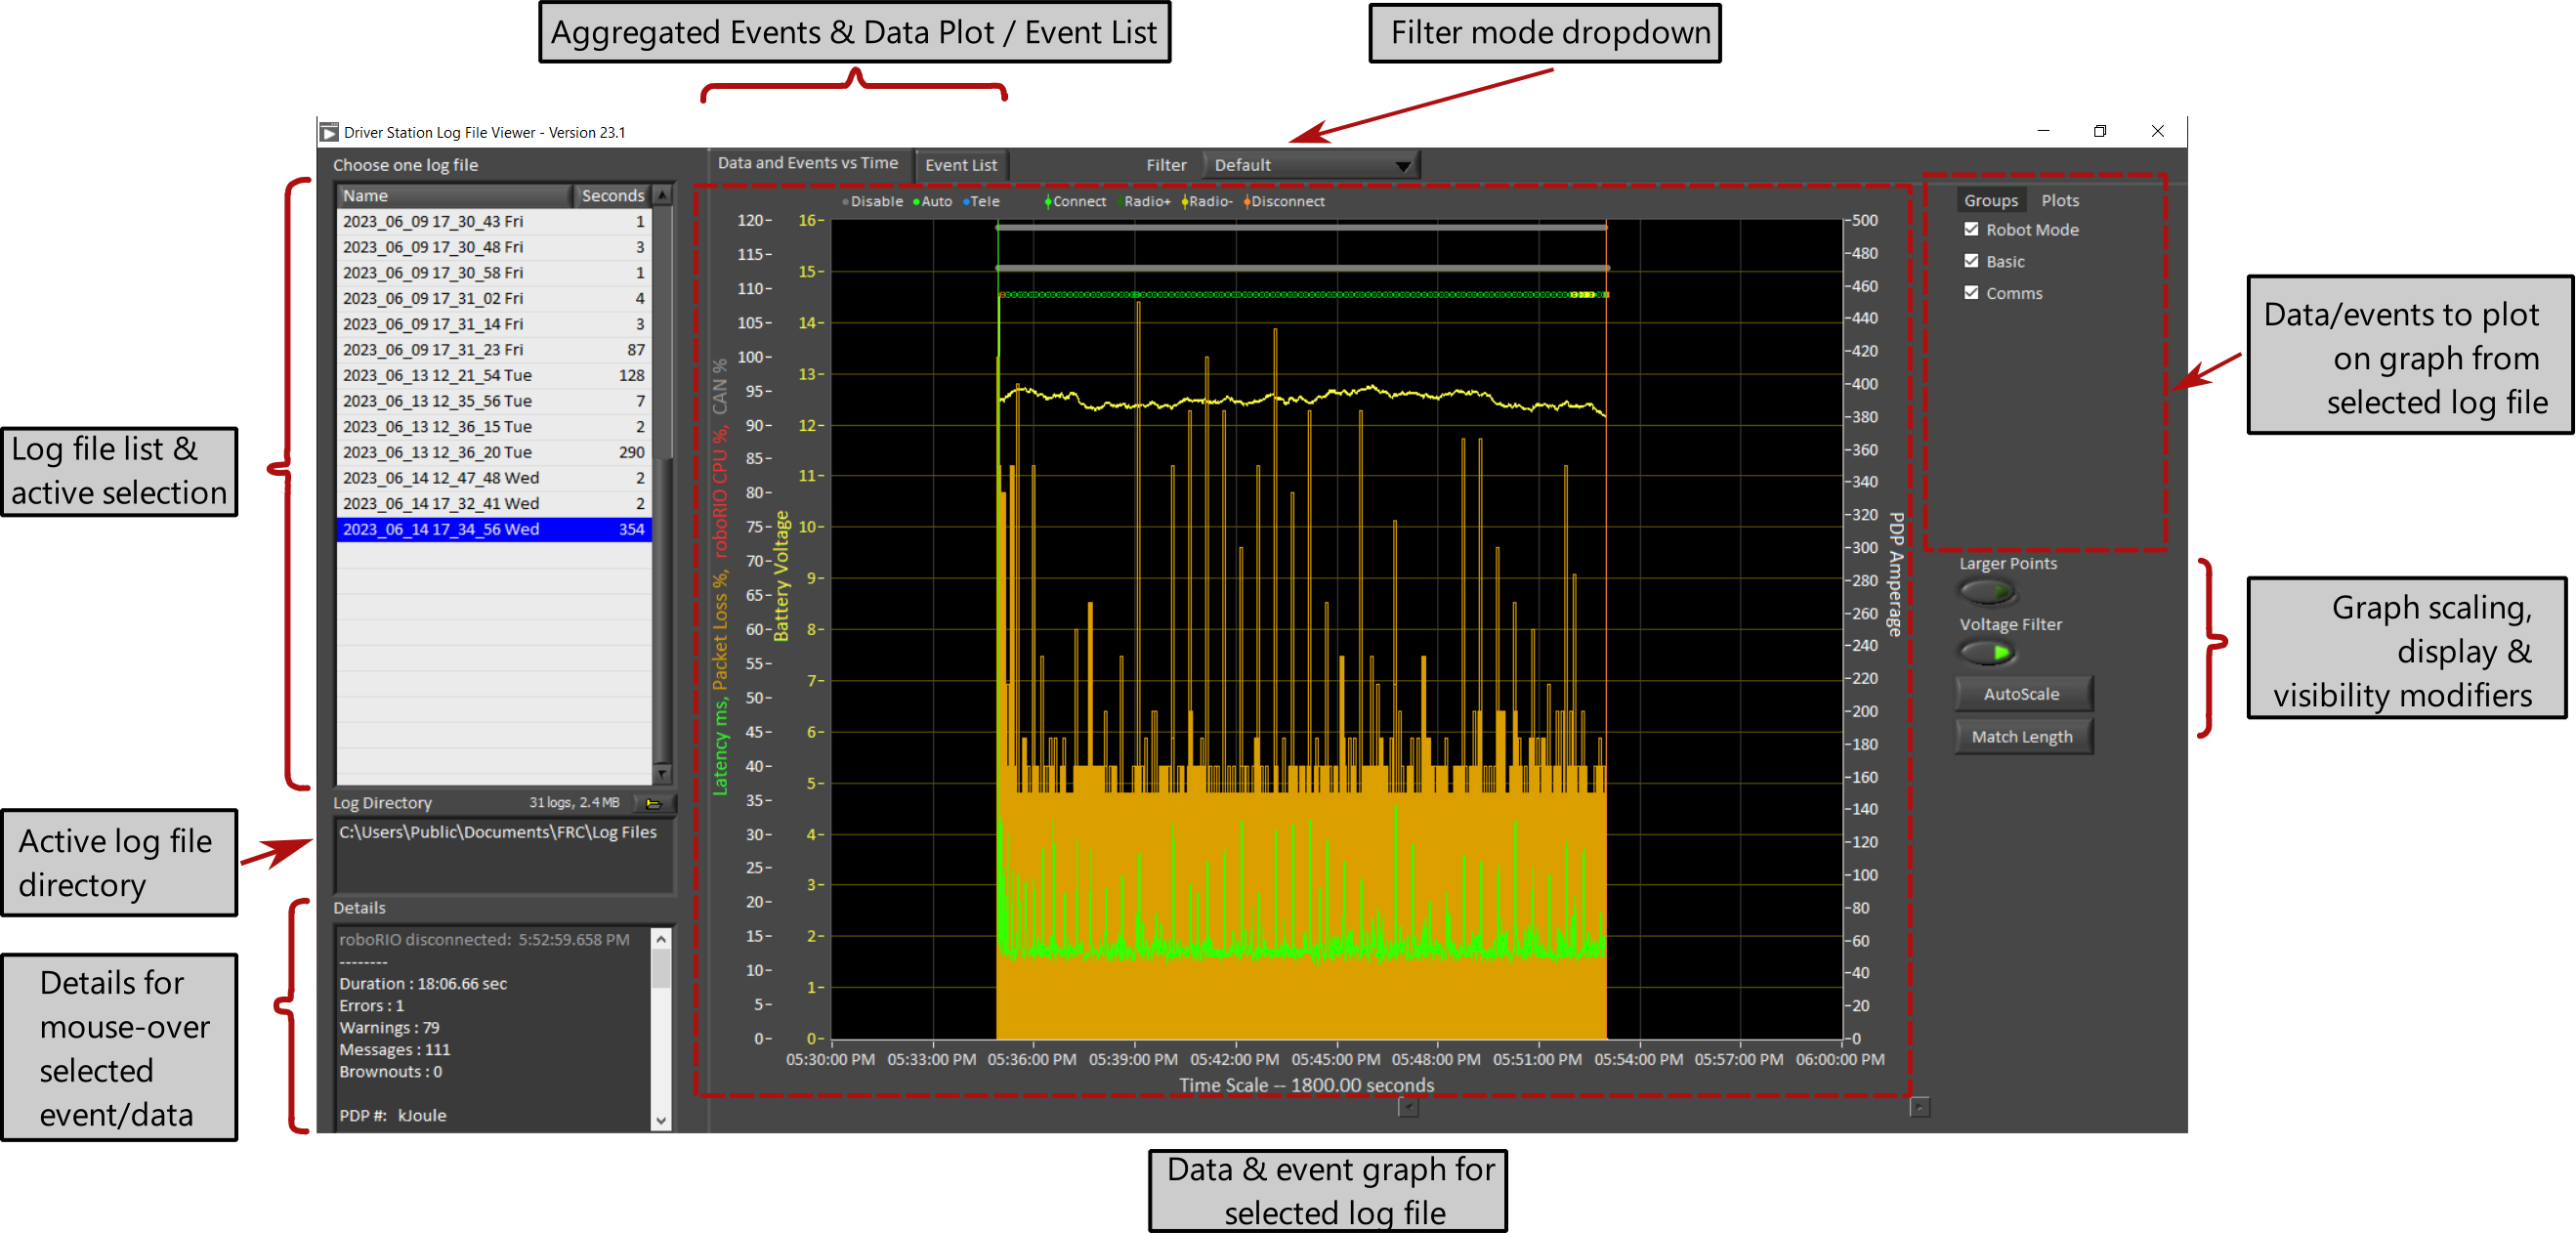 Aggregated Events & Data Plot / Event List
Filter mode dropdown
Driver Station Log File Viewer - Version 23.1
Choose one log file
Name Seconds
2023_06_09 17_30_43 Fri 1
2023_06_09 17_30_48 Fri 3
2023_06_09 17_30_58 Fri 1
2023_06_09 17_31_02 Fri 4
2023_06_09 17_31_14 Fri 3
2023_06_09 17_31_23 Fri 87
2023_06_13 12_21_54 Tue 128
2023_06_13 12_35_56 Tue 7
2023_06_13 12_36_15 Tue 2
2023_06_13 12_36_20 Tue 290
2023_06_14 12_47_48 Wed 2
2023_06_14 17_32_41 Wed 2
2023_06_14 17_34_56 Wed 354
Log Directory 31 logs, 2.4 MB
C:\Users\Public\Documents\FRC\Log Files
Details
roboRIO disconnected: 5:52:59.658 PM
--------
Duration : 18:06.66 sec
Errors : 1
Warnings : 79
Messages : 111
Brownouts : 0
PDP #: kJoule
Data and Events vs Time
Event List
Filter
Default
Disable Auto Tele Connect Radio+ Radio- Disconnect
Latency ms, Packet Loss %, roboRIO CPU %, CAN %
120
115
110
105
100
95
90
85
80
75
70
65
60
55
50
45
40
35
30
25
20
15
10
5
0
Battery Voltage
16
15
14
13
12
11
10
9
8
7
6
5
4
3
2
1
0
500
480
460
440
420
400
380
360
340
320
300
280
260
240
220
200
180
160
140
120
100
80
60
40
20
0
PDP Amperage
05:30:00 PM 05:33:00 PM 05:36:00 PM 05:39:00 PM 05:42:00 PM 05:45:00 PM 05:48:00 PM 05:51:00 PM 05:54:00 PM 05:57:00 PM 06:00:00 PM
Time Scale -- 1800.00 seconds
Groups Plots
Robot Mode
Basic
Comms
Larger Points
Voltage Filter
AutoScale
Match Length
Log file list &
active selection
Active log file
directory
Details for
mouse-over
selected
event/data
Data/events to plot
on graph from
selected log file
Graph scaling,
display &
visibility modifiers
Data & event graph for
selected log file